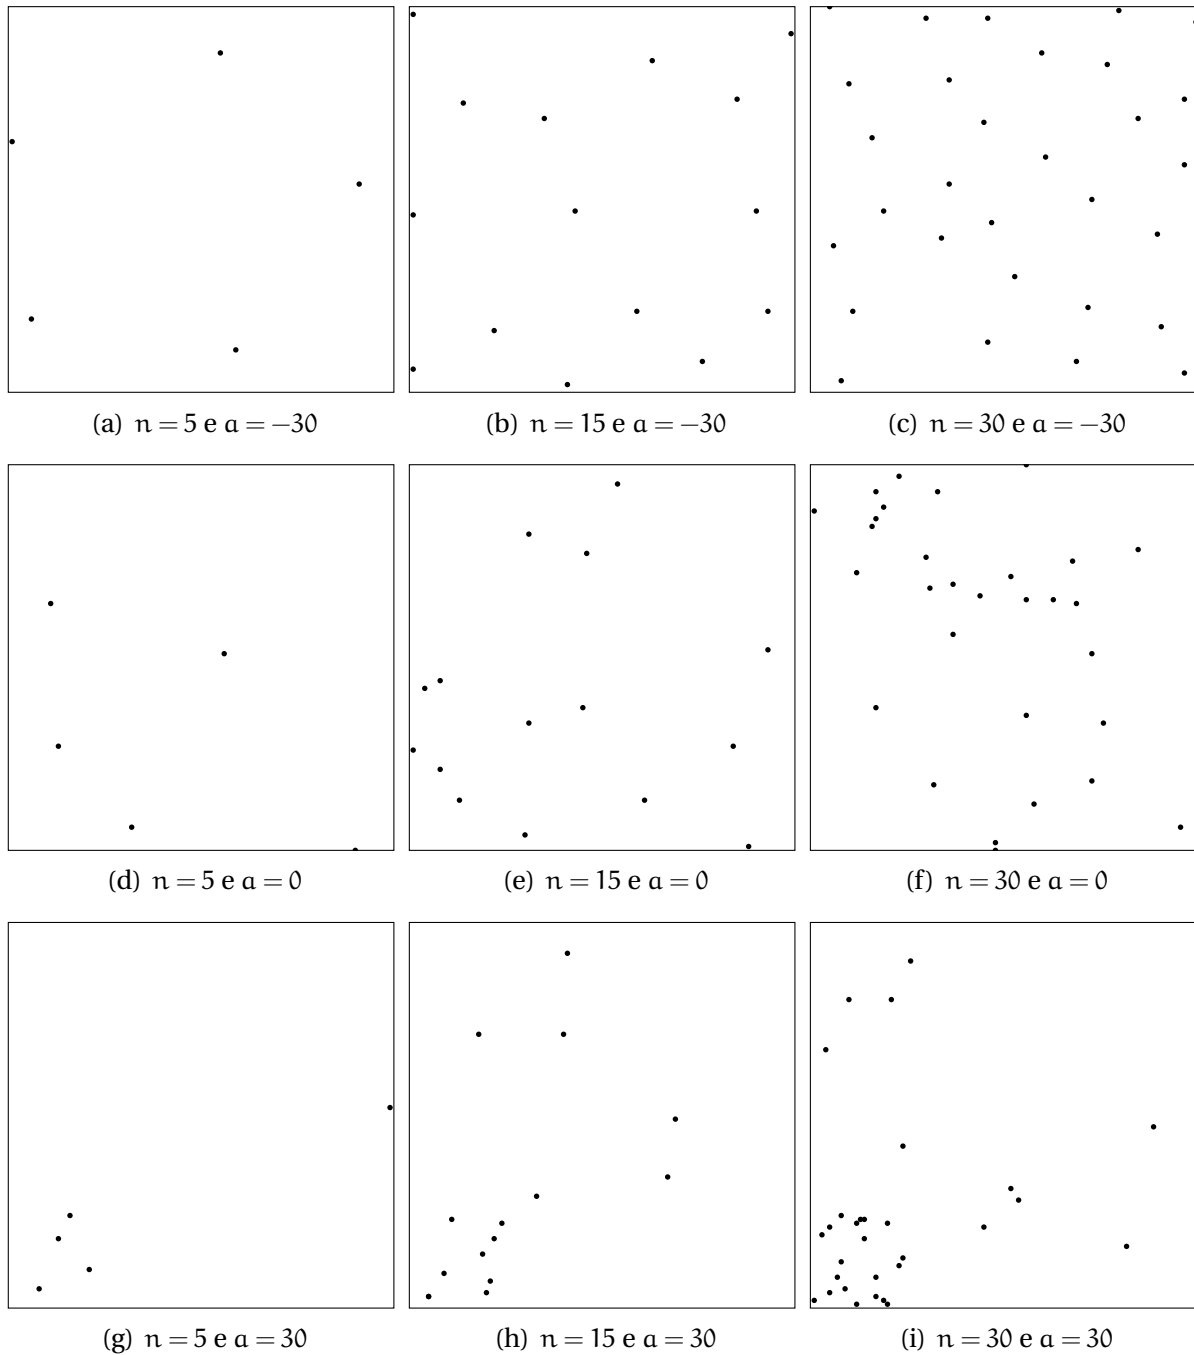 (a) n = 5 e a = −30
(b) n = 15 e a = −30
(c) n = 30 e a = −30
(d) n = 5 e a = 0
(e) n = 15 e a = 0
(f) n = 30 e a = 0
(g) n = 5 e a = 30
(h) n = 15 e a = 30
(i) n = 30 e a = 30